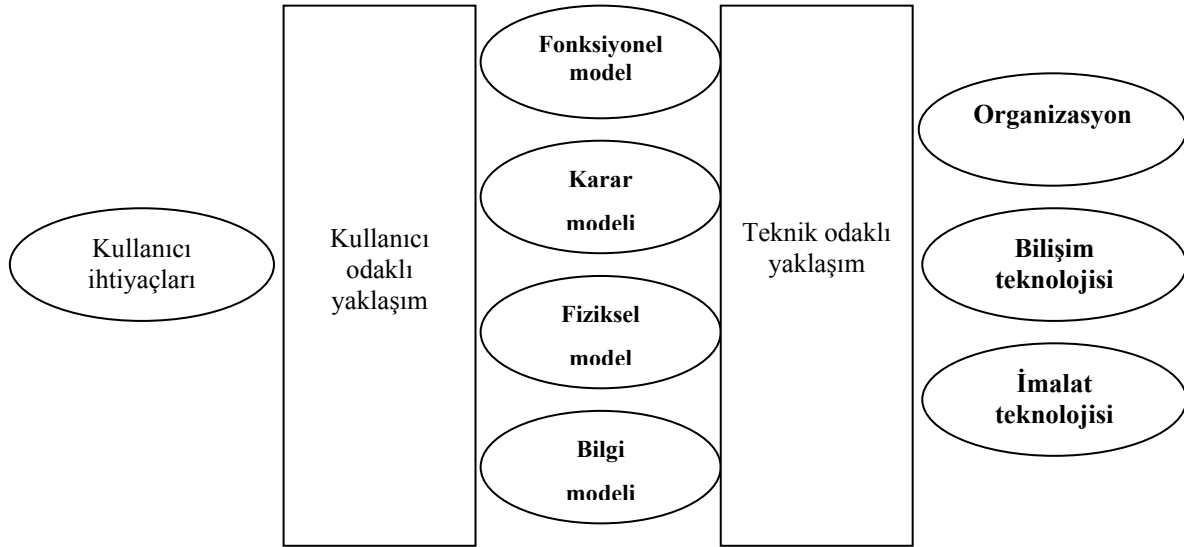 Kullanıcı
ihtiyaçları
Kullanıcı
odaklı
yaklaşım
Fonksiyonel
model
Karar
modeli
Fiziksel
model
Bilgi
modeli
Teknik odaklı
yaklaşım
Organizasyon
Bilişim
teknolojisi
İmalat
teknolojisi